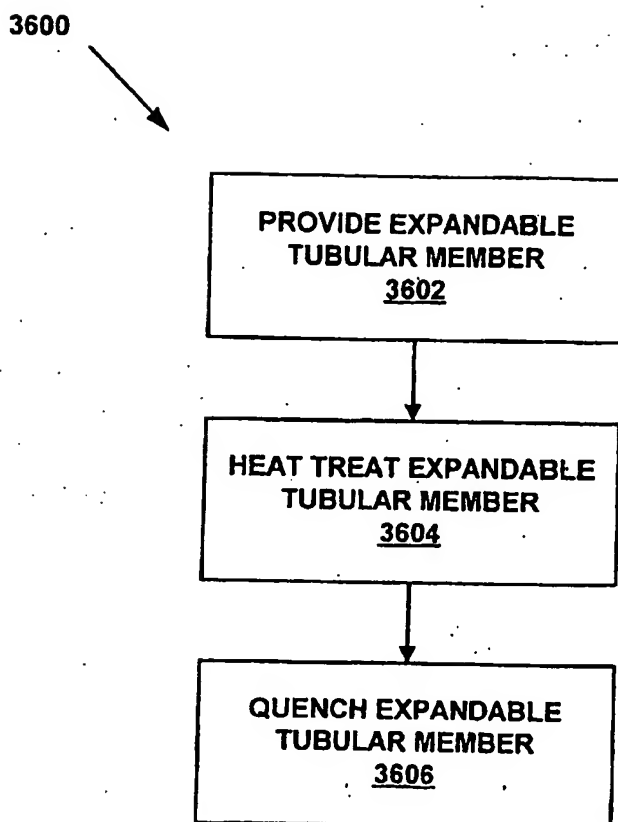 3600
PROVIDE EXPANDABLE
TUBULAR MEMBER
3602
HEAT TREAT EXPANDABLE
TUBULAR MEMBER
3604
QUENCH EXPANDABLE
TUBULAR MEMBER
3606